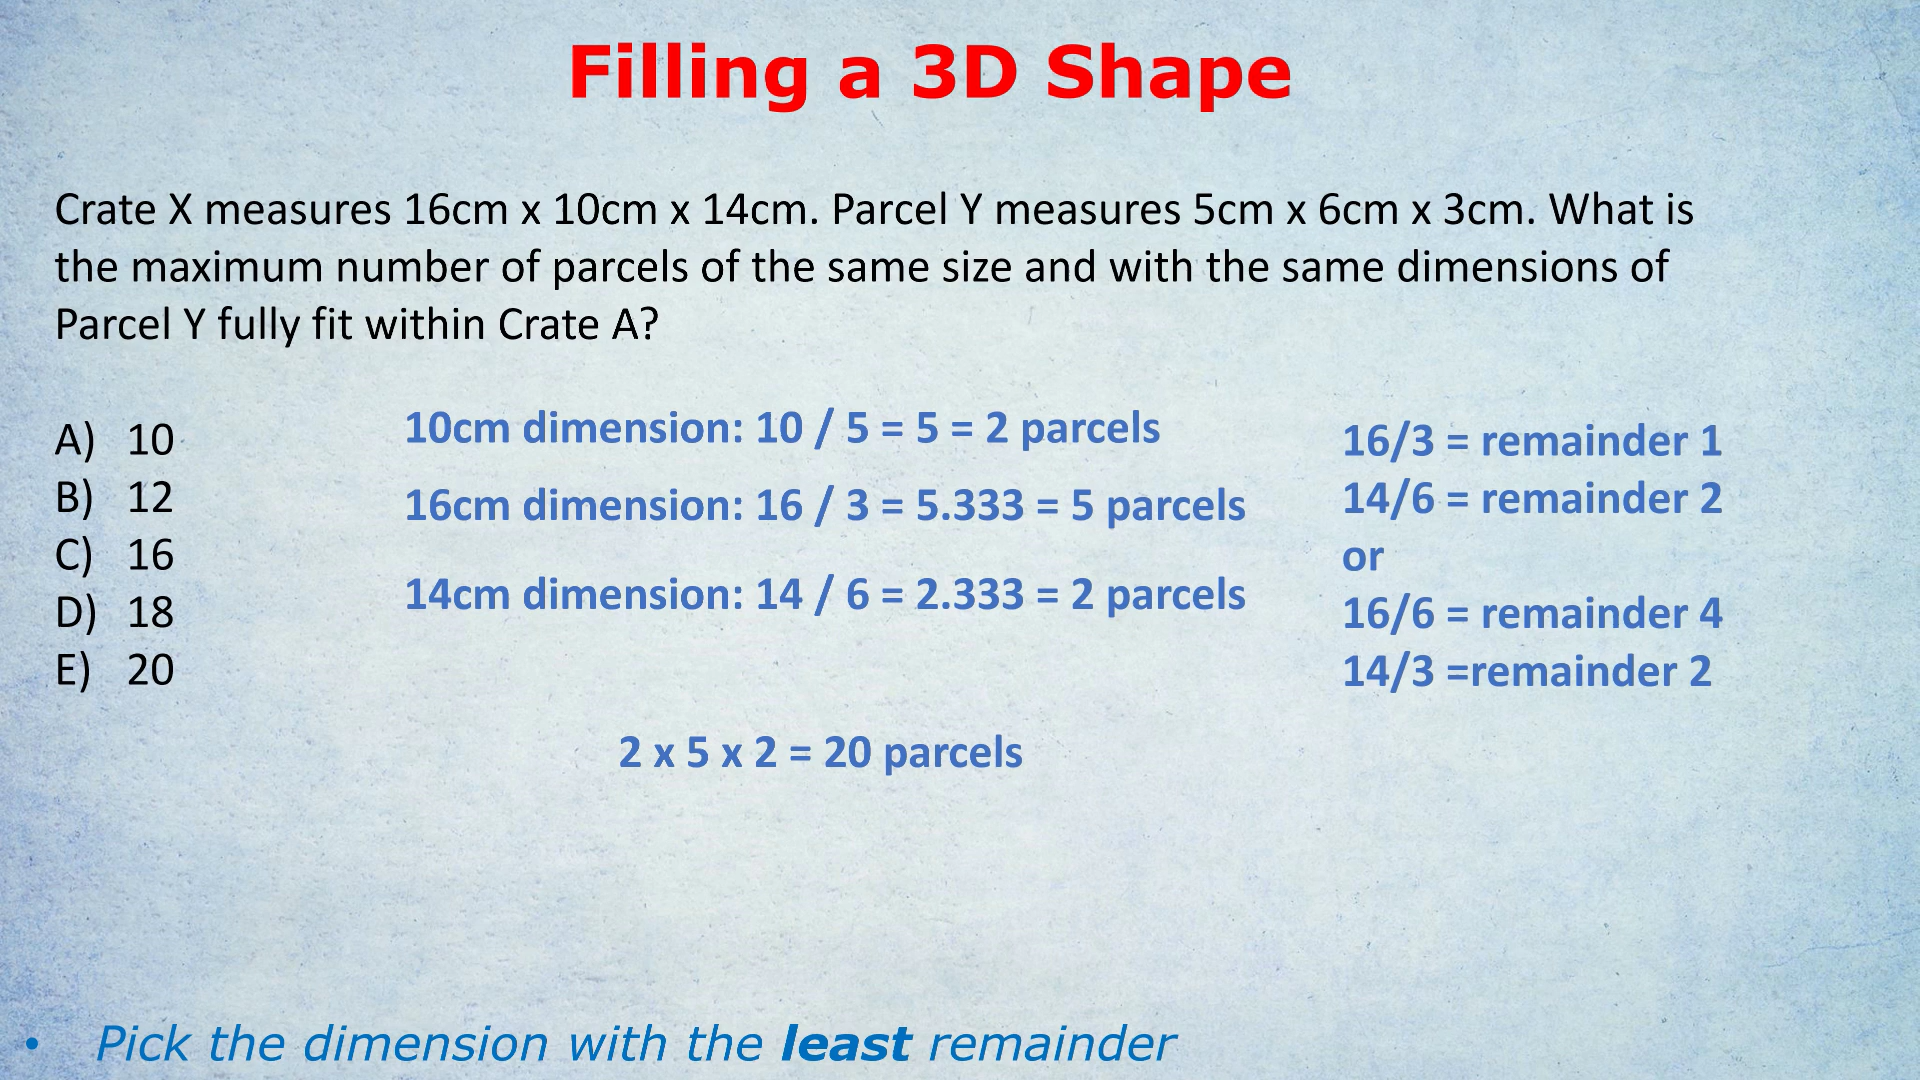 Filling a 3D Shape
Crate X measures 16cm x 10cm x 14cm. Parcel Y measures 5cm x 6cm x 3cm. What is
the maximum number of parcels of the same size and with the same dimensions of
Parcel Y fully fit within Crate A?
A) 10
B) 12
C) 16
D) 18
E) 20
10cm dimension: 10 / 5 = 5 = 2 parcels
16cm dimension: 16 / 3 = 5.333 = 5 parcels
14cm dimension: 14 / 6 = 2.333 = 2 parcels
2 x 5 x 2 = 20 parcels
16/3 = remainder 1
14/6 = remainder 2
or
16/6 = remainder 4
14/3 =remainder 2
• Pick the dimension with the least remainder